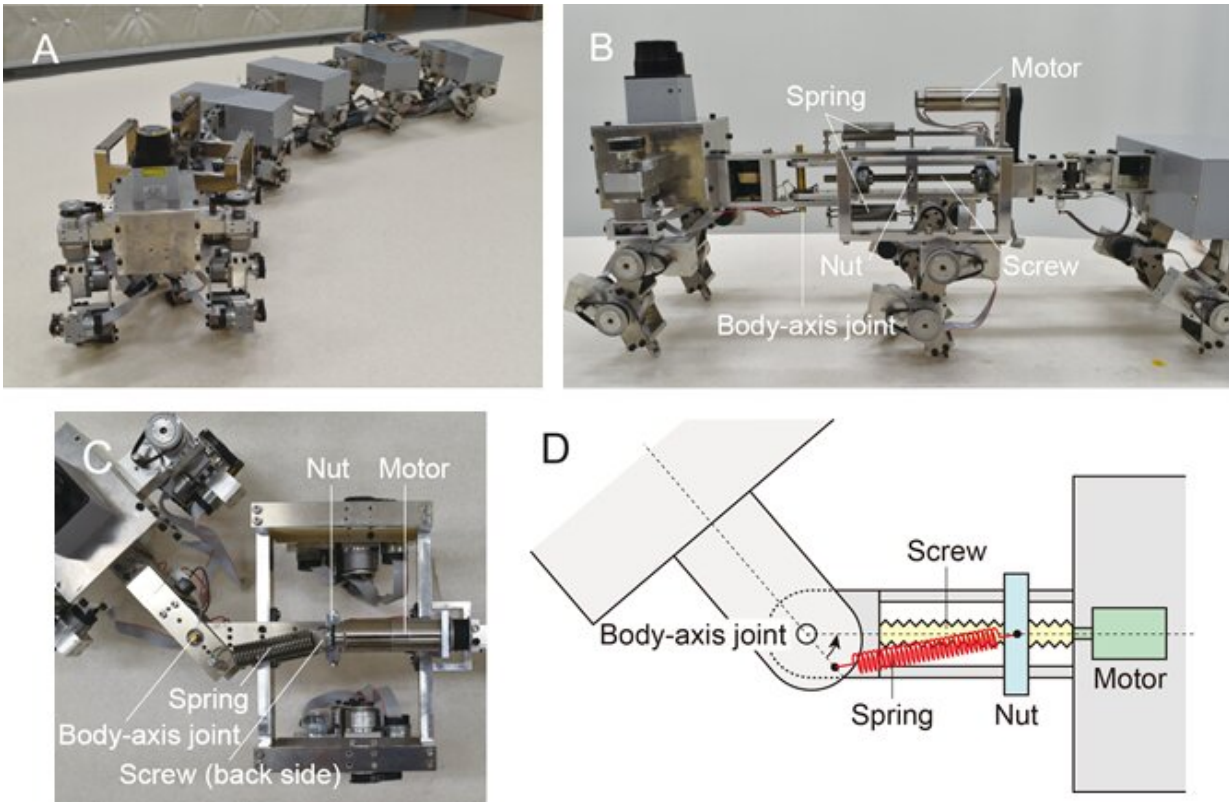 A
B
Motor
Spring
Nut
Screw
Body-axis joint
C
Nut
Motor
Spring
Body-axis joint
Screw (back side)
D
Screw
Body-axis joint
Spring
Nut
Motor